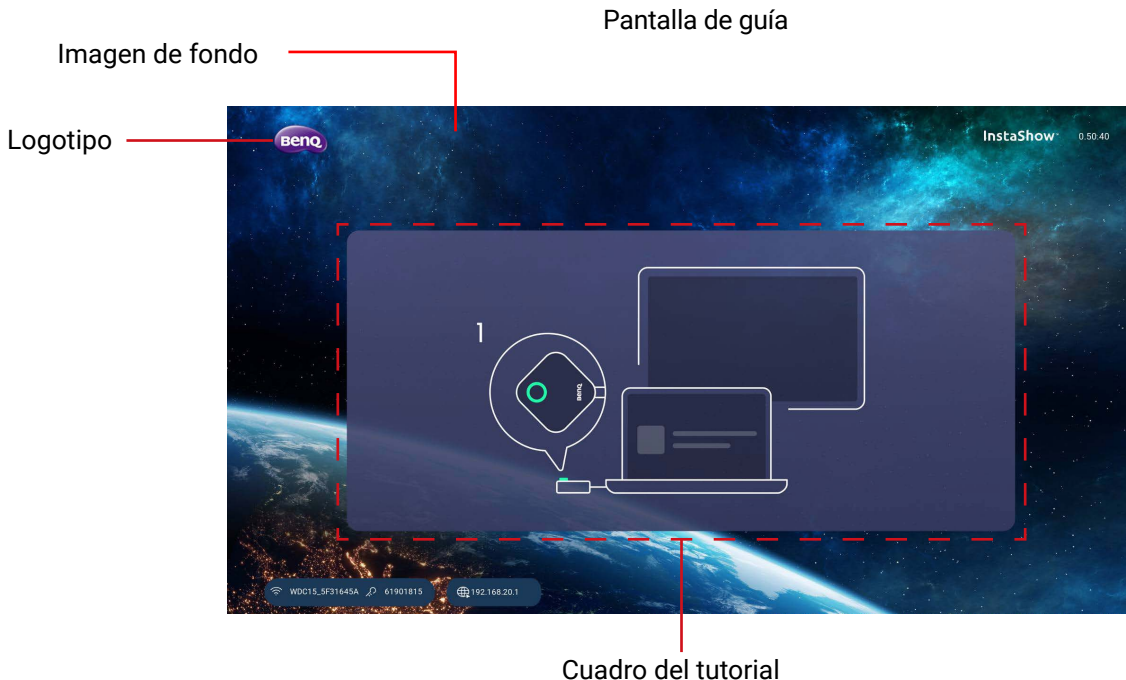 Pantalla de guía
Imagen de fondo
Logotipo
BenQ
InstaShow™ 0.50.40
1
BenQ
WDC15_5F31645A 61901815 192.168.20.1
Cuadro del tutorial